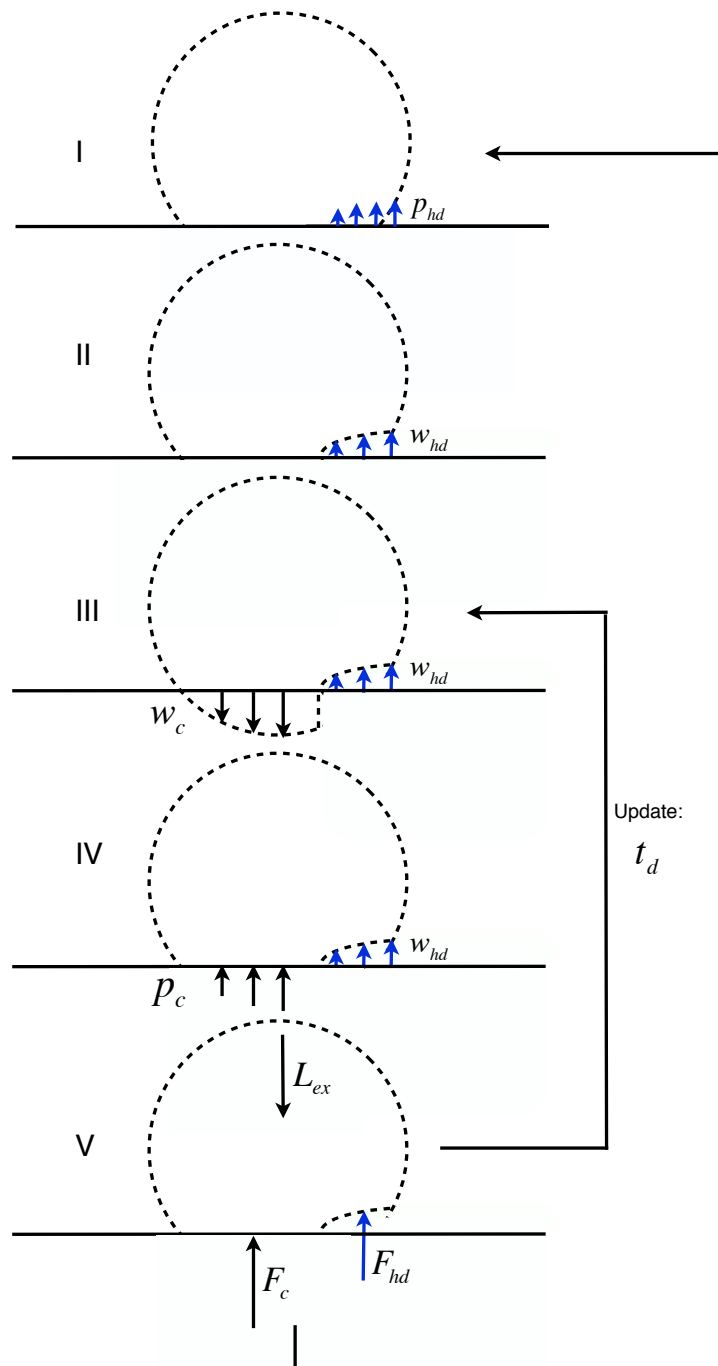 I
p_hd
II
w_hd
III
w_hd
w_c
Update:
t_d
IV
w_hd
p_c
L_ex
V
F_c
F_hd